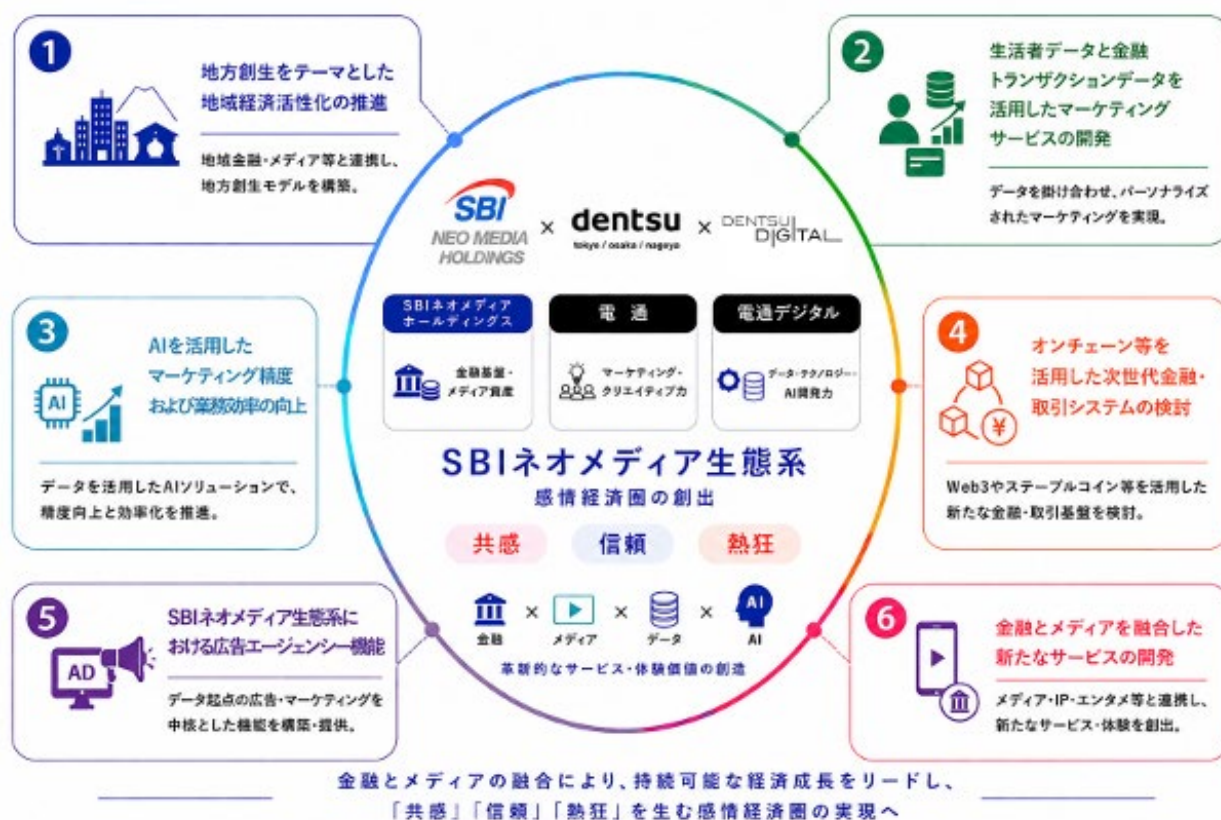 1
地方創生をテーマとした
地域経済活性化の推進
地域金融・メディア等と連携し、
地方創生モデルを構築。
2
生活者データと金融
トランザクションデータを
活用したマーケティング
サービスの開発
データを掛け合わせ、パーソナライズ
されたマーケティングを実現。
SBI
NEO MEDIA
HOLDINGS
×
dentsu
tokyo / osaka / nagoya
×
DENTSU
DIGITAL
SBIネオメディア
ホールディングス
金融基盤・
メディア資産
電通
マーケティング・
クリエイティブ力
電通デジタル
データ・テクノロジー・
AI開発力
3
AI
AIを活用した
マーケティング精度
および業務効率の向上
データを活用したAIソリューションで、
精度向上と効率化を推進。
4
¥
オンチェーン等を
活用した次世代金融・
取引システムの検討
Web3やステーブルコイン等を活用した
新たな金融・取引基盤を検討。
SBIネオメディア生態系
感情経済圏の創出
共感 信頼 熱狂
金融 × メディア × データ × AI
AI
革新的なサービス・体験価値の創造
5
AD
SBIネオメディア生態系に
おける広告エージェンシー機能
データ起点の広告・マーケティングを
中核とした機能を構築・提供。
6
金融とメディアを融合した
新たなサービスの開発
メディア・IP・エンタメ等と連携し、
新たなサービス・体験を創出。
金融とメディアの融合により、持続可能な経済成長をリードし、
「共感」「信頼」「熱狂」を生む感情経済圏の実現へ